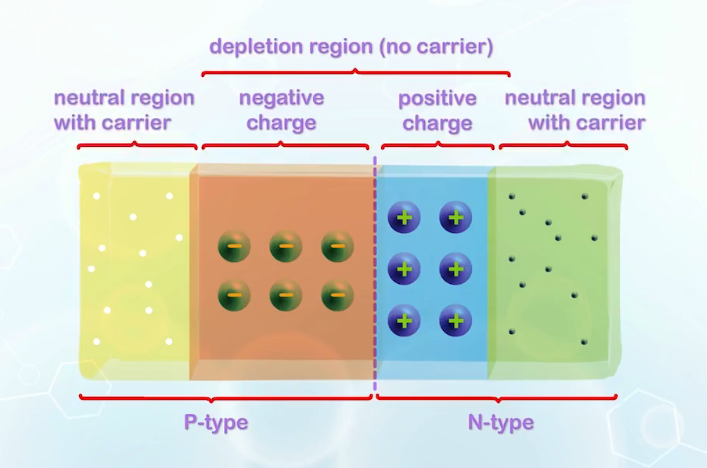 depletion region (no carrier)
neutral region
with carrier
negative
charge
positive
charge
neutral region
with carrier
− − −
− − −
+ +
+ +
+ +
P-type
N-type